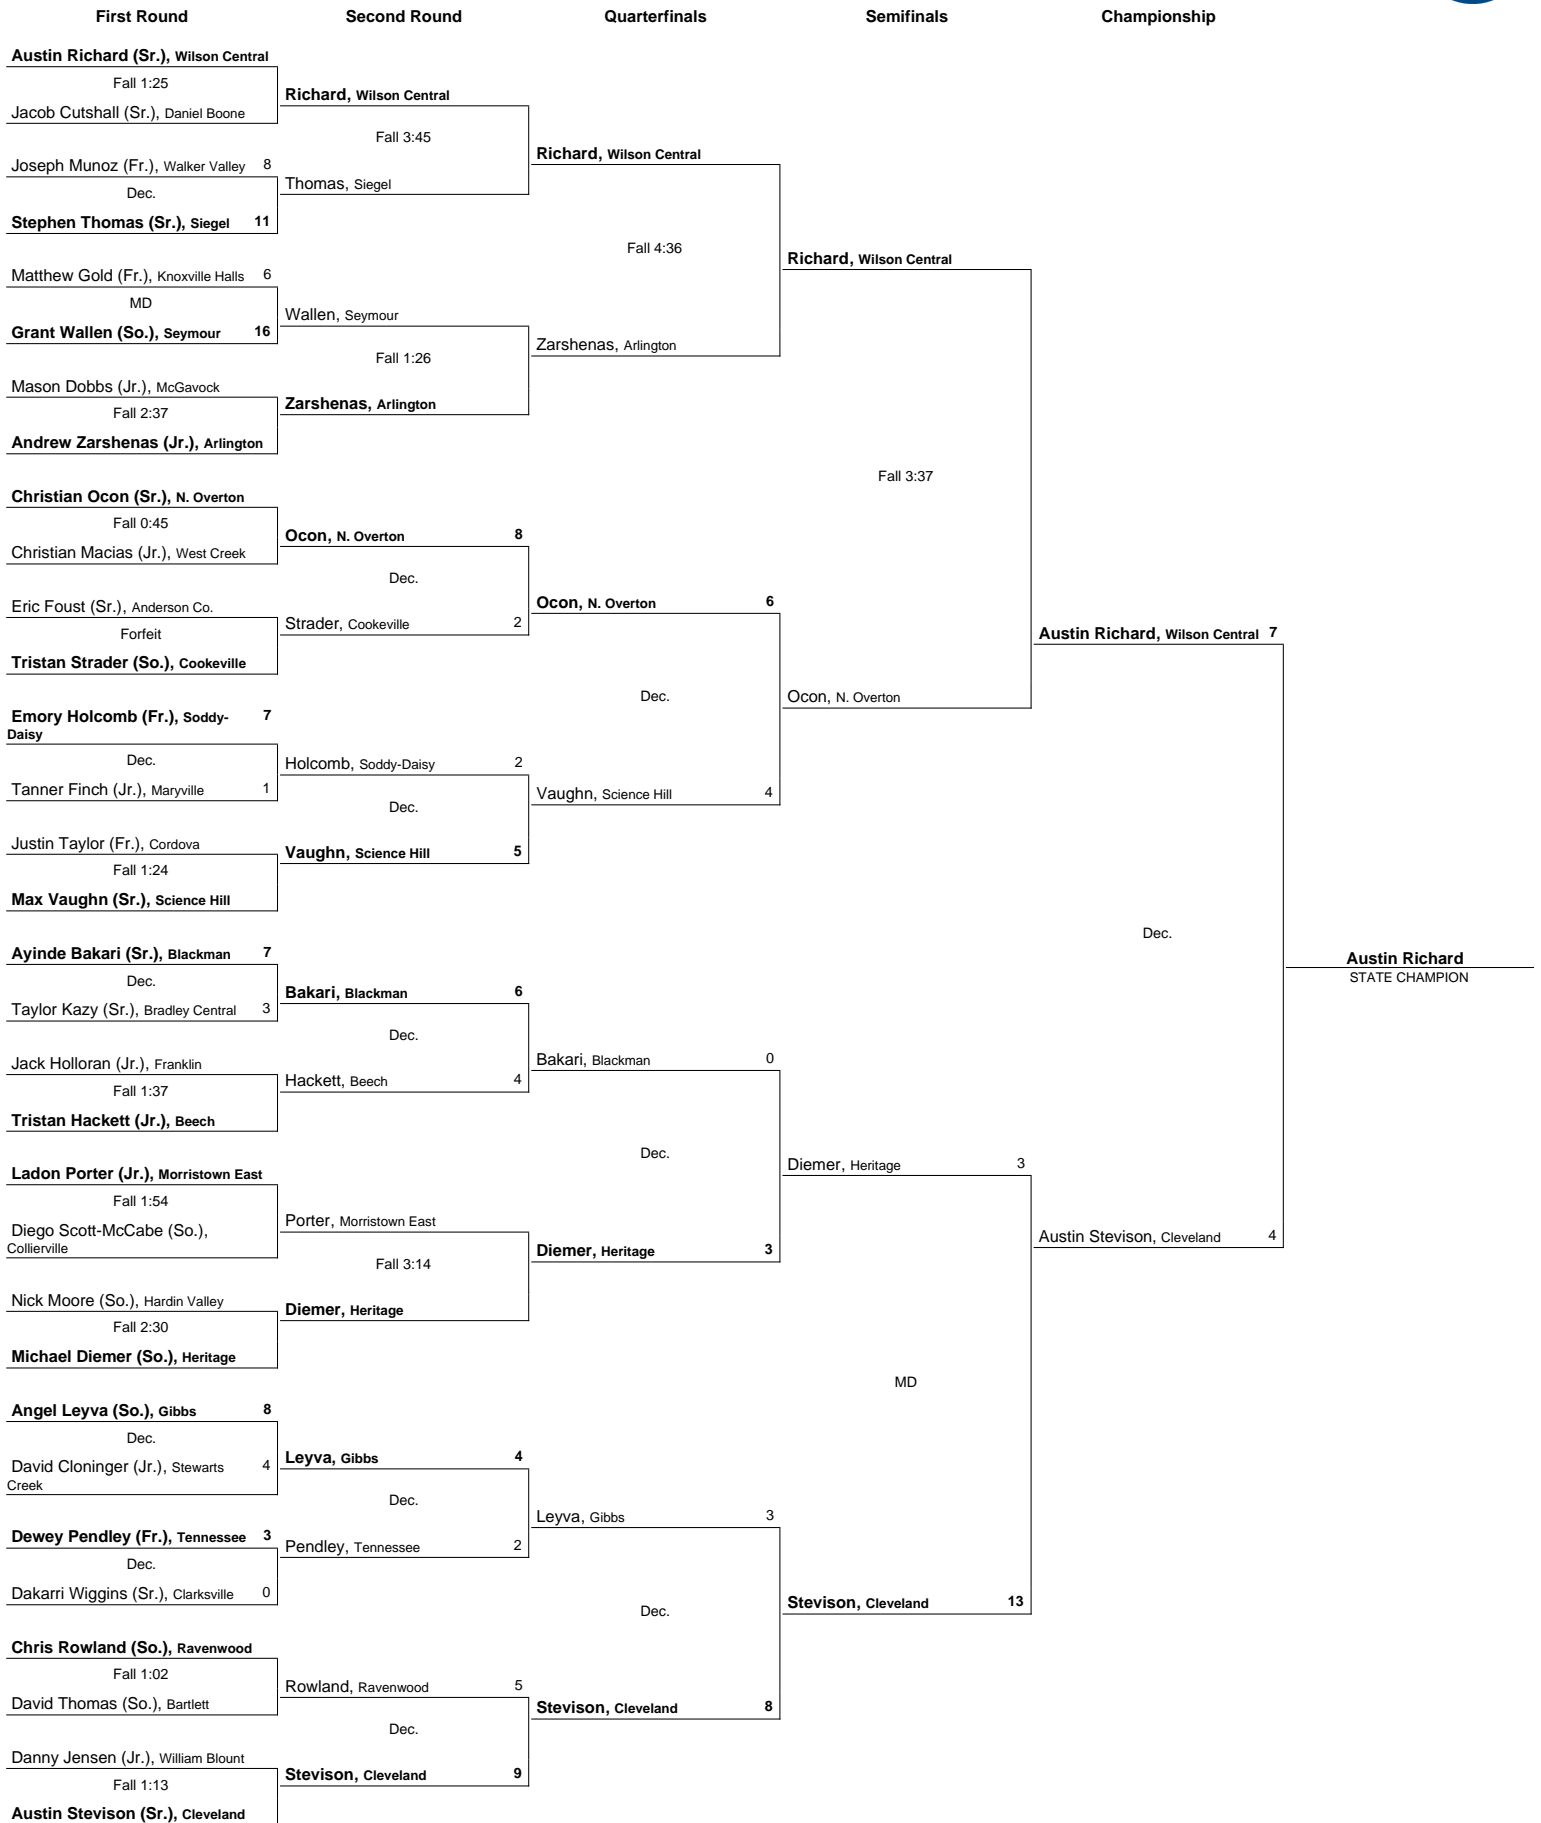 First Round
Second Round
Quarterfinals
Semifinals
Championship
Austin Richard (Sr.), Wilson Central
Fall 1:25
Jacob Cutshall (Sr.), Daniel Boone
Joseph Munoz (Fr.), Walker Valley 8
Dec.
Stephen Thomas (Sr.), Siegel 11
Matthew Gold (Fr.), Knoxville Halls 6
MD
Grant Wallen (So.), Seymour 16
Mason Dobbs (Jr.), McGavock
Fall 2:37
Andrew Zarshenas (Jr.), Arlington
Christian Ocon (Sr.), N. Overton
Fall 0:45
Christian Macias (Jr.), West Creek
Eric Foust (Sr.), Anderson Co.
Forfeit
Tristan Strader (So.), Cookeville
Emory Holcomb (Fr.), Soddy- 7
Daisy
Dec.
Tanner Finch (Jr.), Maryville 1
Justin Taylor (Fr.), Cordova
Fall 1:24
Max Vaughn (Sr.), Science Hill
Ayinde Bakari (Sr.), Blackman 7
Dec.
Taylor Kazy (Sr.), Bradley Central 3
Jack Holloran (Jr.), Franklin
Fall 1:37
Tristan Hackett (Jr.), Beech
Ladon Porter (Jr.), Morristown East
Fall 1:54
Diego Scott-McCabe (So.),
Collierville
Nick Moore (So.), Hardin Valley
Fall 2:30
Michael Diemer (So.), Heritage
Angel Leyva (So.), Gibbs 8
Dec.
David Cloninger (Jr.), Stewarts 4
Creek
Dewey Pendley (Fr.), Tennessee 3
Dec.
Dakarri Wiggins (Sr.), Clarksville 0
Chris Rowland (So.), Ravenwood
Fall 1:02
David Thomas (So.), Bartlett
Danny Jensen (Jr.), William Blount
Fall 1:13
Austin Stevison (Sr.), Cleveland
Richard, Wilson Central
Fall 3:45
Thomas, Siegel
Wallen, Seymour
Fall 1:26
Zarshenas, Arlington
Ocon, N. Overton 8
Dec.
Strader, Cookeville 2
Holcomb, Soddy-Daisy 2
Dec.
Vaughn, Science Hill 5
Bakari, Blackman 6
Dec.
Hackett, Beech 4
Porter, Morristown East
Fall 3:14
Diemer, Heritage
Leyva, Gibbs 4
Dec.
Pendley, Tennessee 2
Rowland, Ravenwood 5
Dec.
Stevison, Cleveland 9
Richard, Wilson Central
Fall 4:36
Zarshenas, Arlington
Ocon, N. Overton 6
Dec.
Vaughn, Science Hill 4
Bakari, Blackman 0
Dec.
Diemer, Heritage 3
Leyva, Gibbs 3
Dec.
Stevison, Cleveland 8
Richard, Wilson Central
Fall 3:37
Ocon, N. Overton
Diemer, Heritage 3
MD
Stevison, Cleveland 13
Austin Richard, Wilson Central 7
Dec.
Austin Stevison, Cleveland 4
Austin Richard
STATE CHAMPION